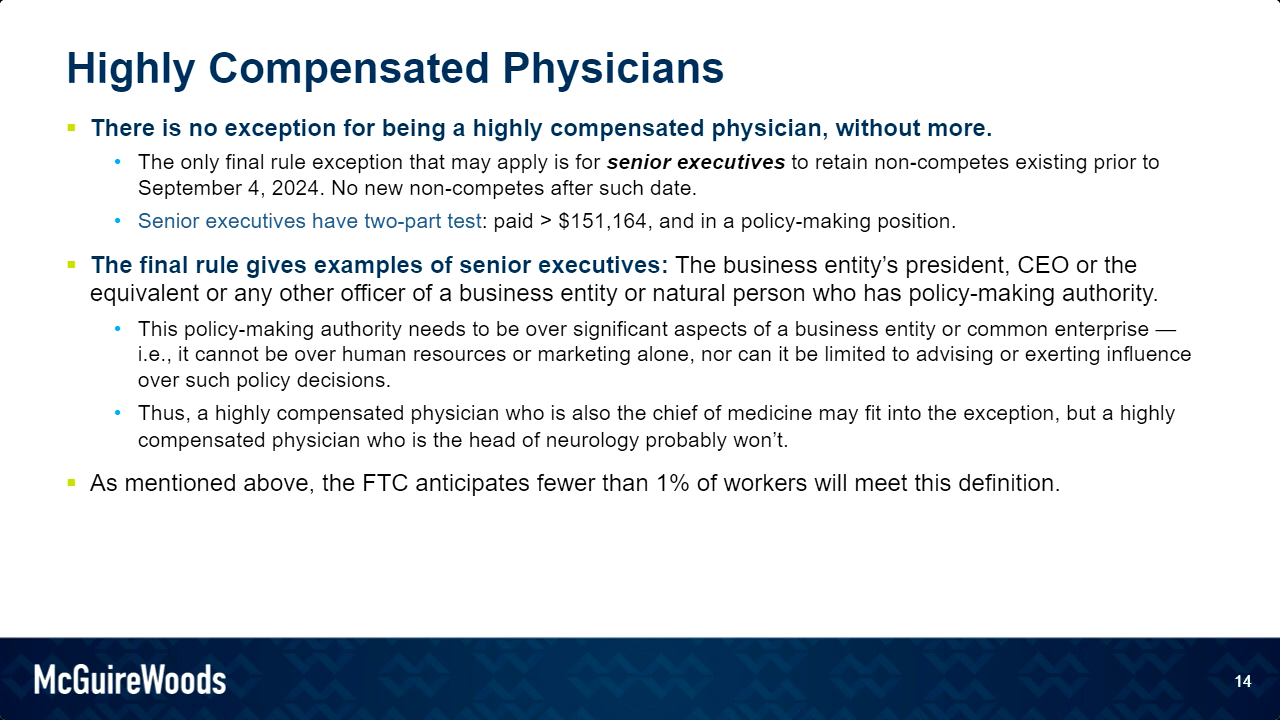 Highly Compensated Physicians
▪ There is no exception for being a highly compensated physician, without more.
• The only final rule exception that may apply is for senior executives to retain non-competes existing prior to
September 4, 2024. No new non-competes after such date.
• Senior executives have two-part test: paid > $151,164, and in a policy-making position.
▪ The final rule gives examples of senior executives: The business entity’s president, CEO or the
equivalent or any other officer of a business entity or natural person who has policy-making authority.
• This policy-making authority needs to be over significant aspects of a business entity or common enterprise —
i.e., it cannot be over human resources or marketing alone, nor can it be limited to advising or exerting influence
over such policy decisions.
• Thus, a highly compensated physician who is also the chief of medicine may fit into the exception, but a highly
compensated physician who is the head of neurology probably won’t.
▪ As mentioned above, the FTC anticipates fewer than 1% of workers will meet this definition.
McGuireWoods
14